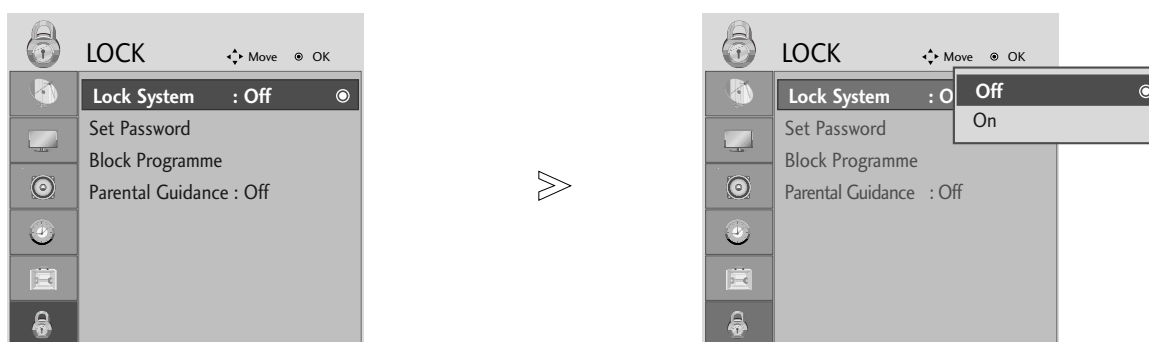 LOCK Move OK
Lock System : Off
Set Password
Block Programme
Parental Guidance : Off
LOCK Move OK
Lock System : O Off
On
Set Password
Block Programme
Parental Guidance : Off